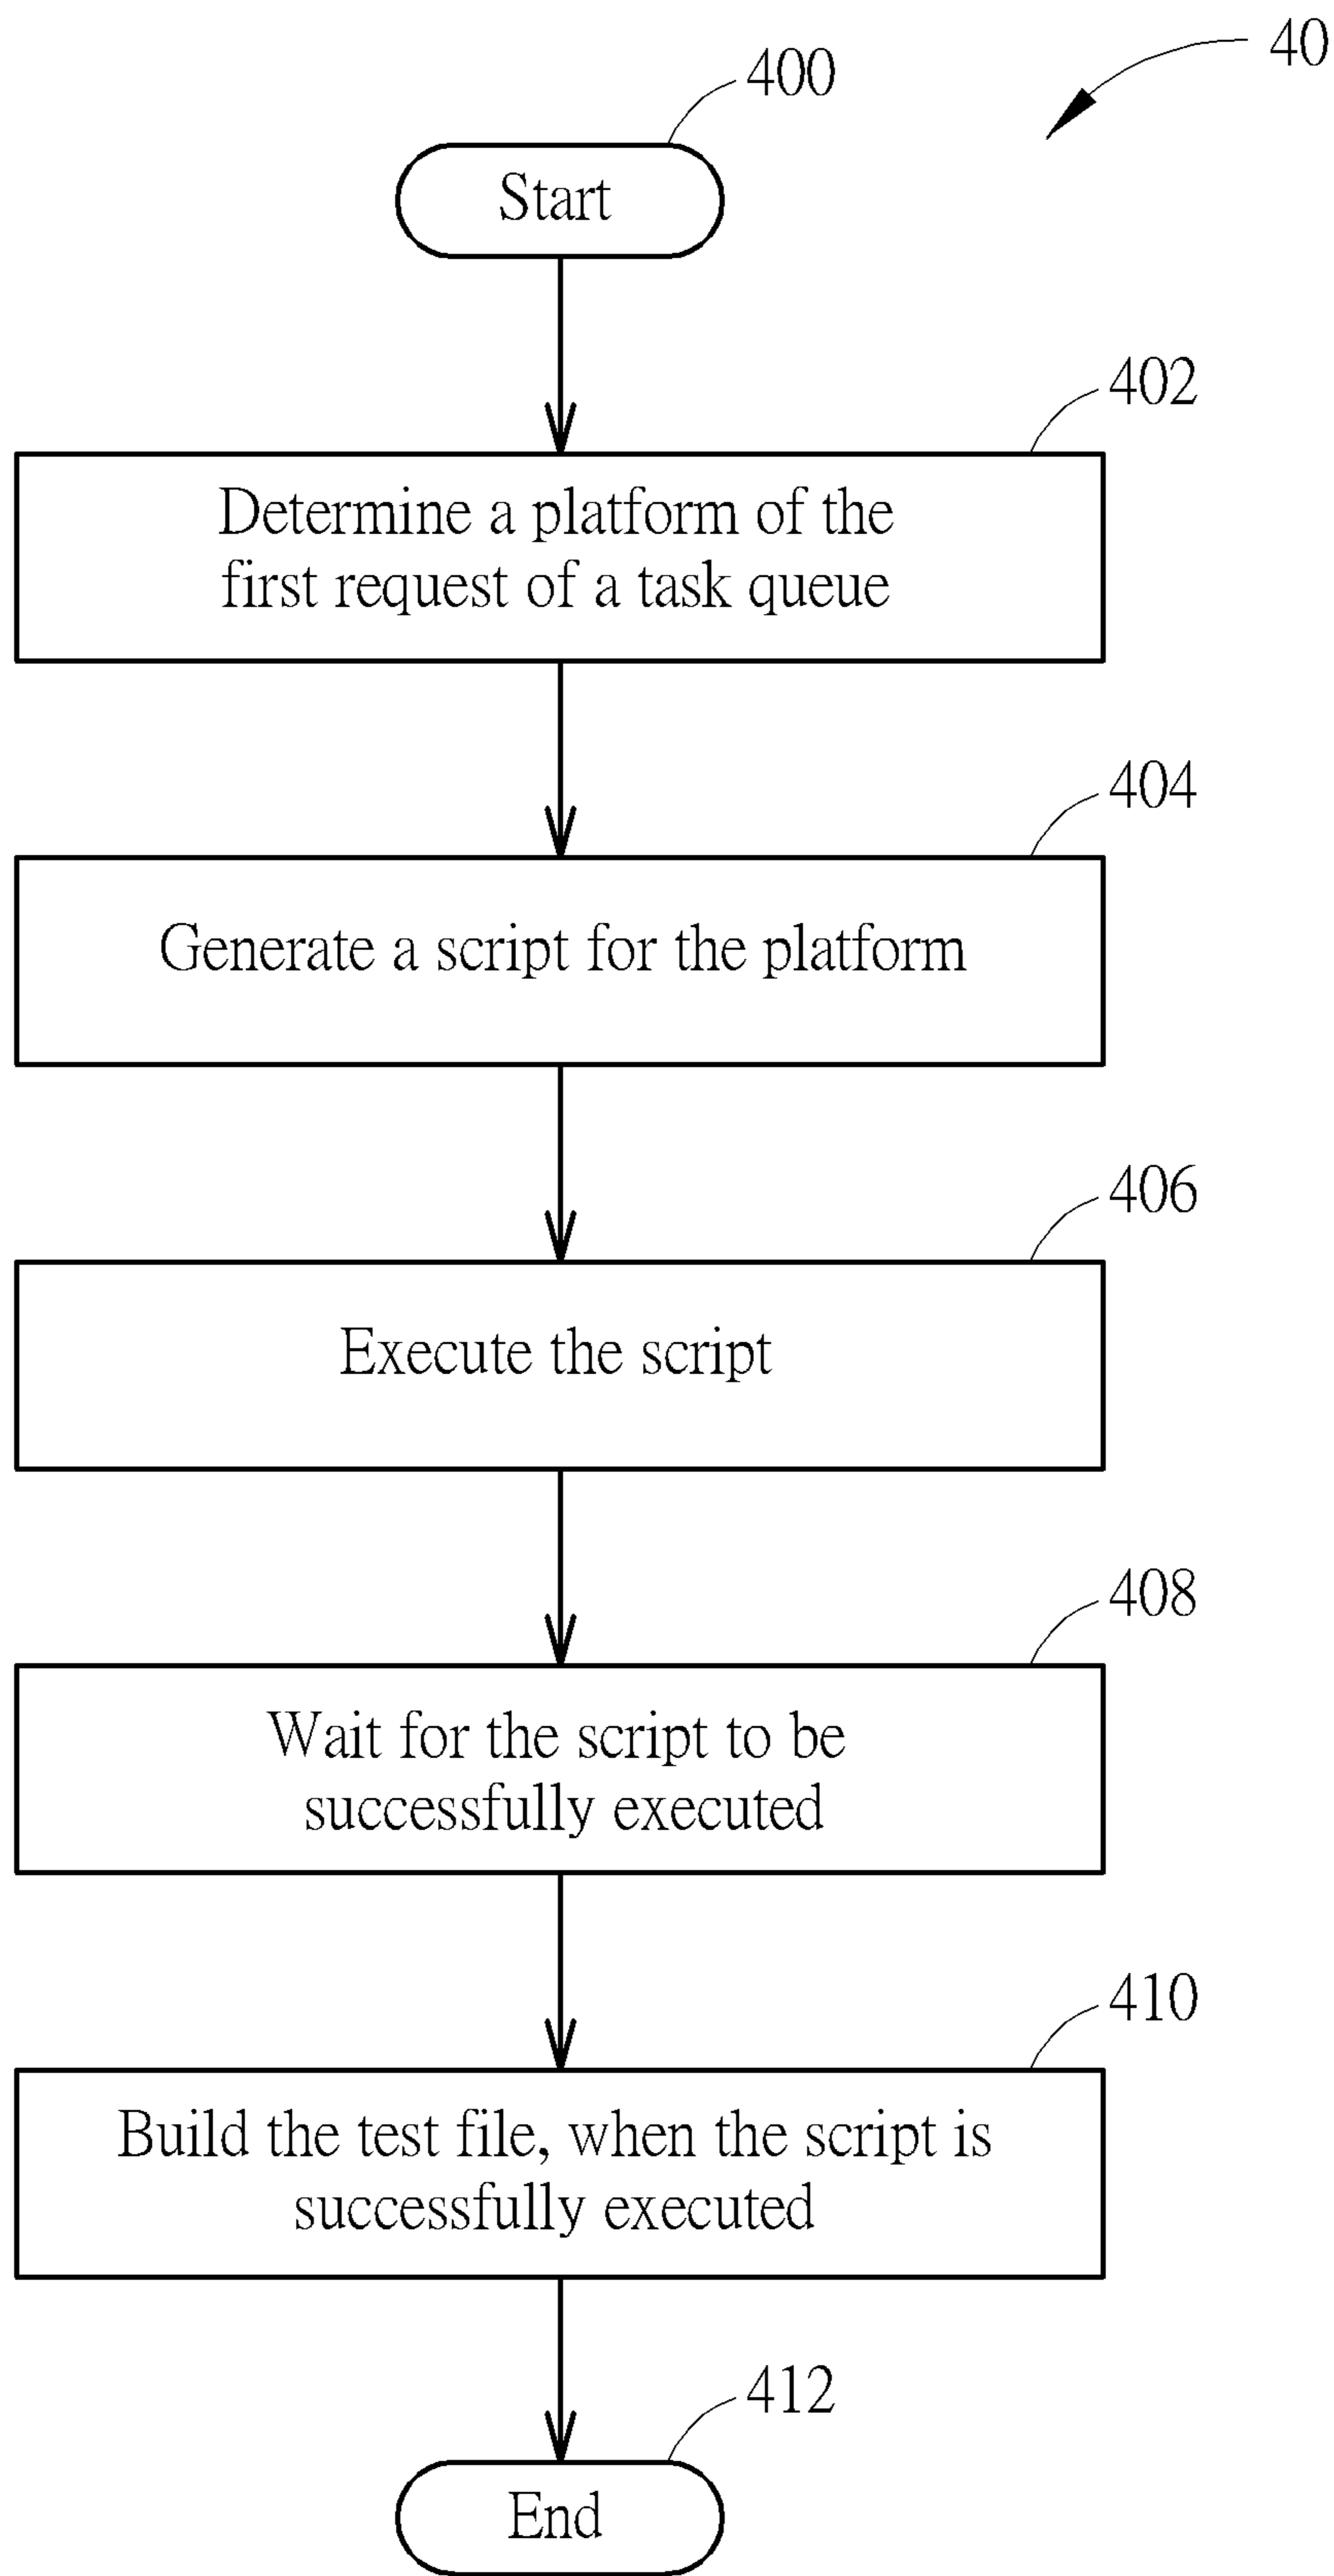 40
400
Start
402
Determine a platform of the
first request of a task queue
404
Generate a script for the platform
406
Execute the script
408
Wait for the script to be
successfully executed
410
Build the test file, when the script is
successfully executed
412
End